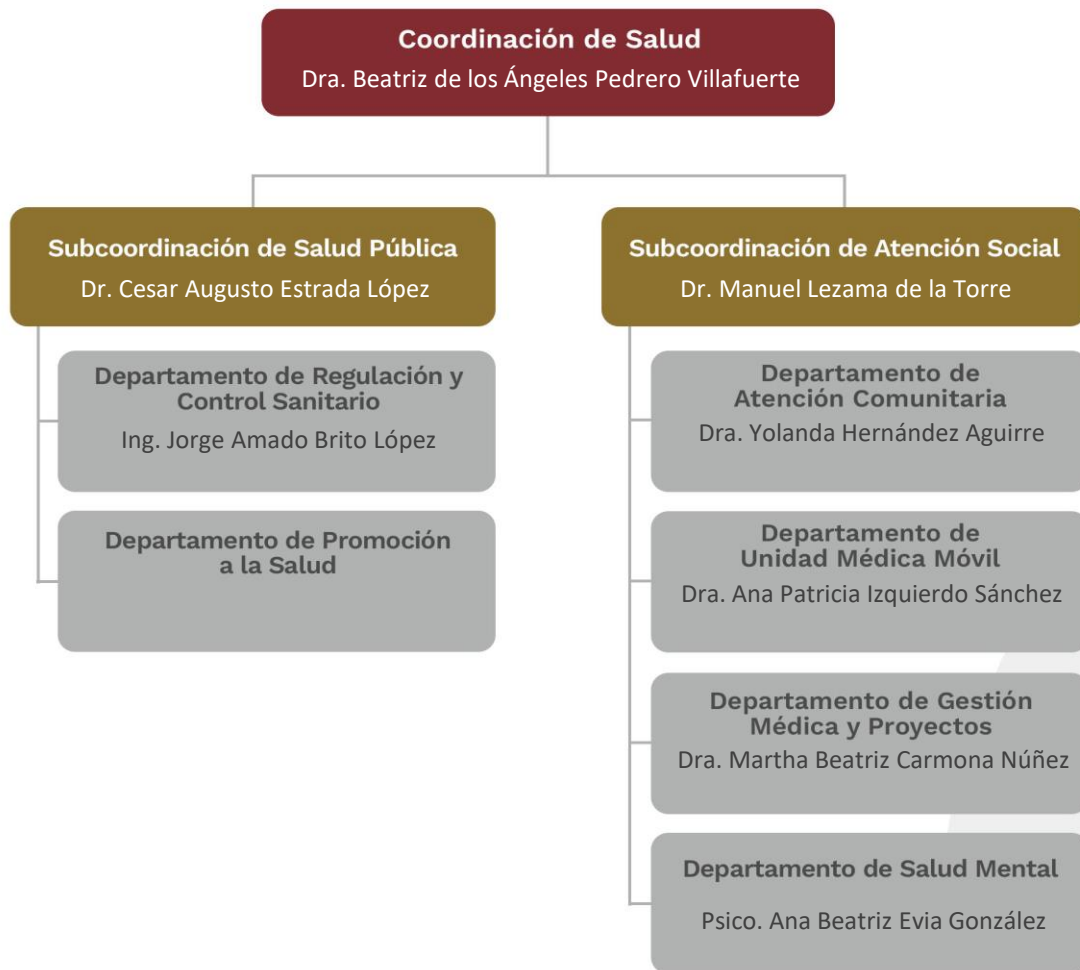 Coordinación de Salud
Dra. Beatriz de los Ángeles Pedrero Villafuerte
Subcoordinación de Salud Pública
Dr. Cesar Augusto Estrada López
Departamento de Regulación y
Control Sanitario
Ing. Jorge Amado Brito López
Departamento de Promoción
a la Salud
Subcoordinación de Atención Social
Dr. Manuel Lezama de la Torre
Departamento de
Atención Comunitaria
Dra. Yolanda Hernández Aguirre
Departamento de
Unidad Médica Móvil
Dra. Ana Patricia Izquierdo Sánchez
Departamento de Gestión
Médica y Proyectos
Dra. Martha Beatriz Carmona Núñez
Departamento de Salud Mental
Psico. Ana Beatriz Evia González